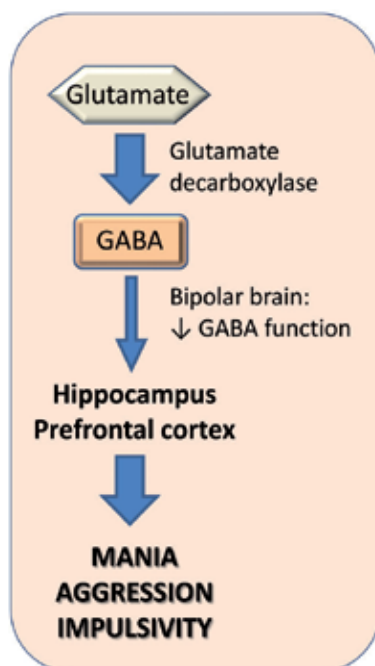 Glutamate
Glutamate
decarboxylase
GABA
Bipolar brain:
↓ GABA function
Hippocampus
Prefrontal cortex
MANIA
AGGRESSION
IMPULSIVITY